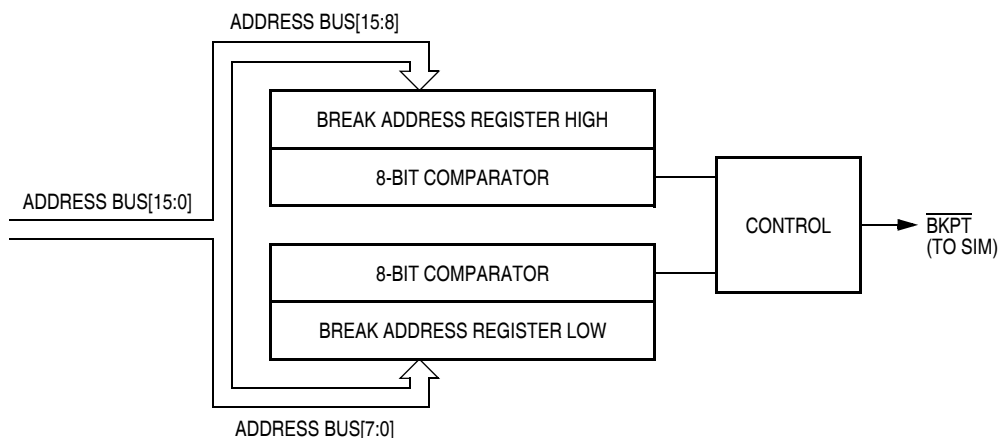 ADDRESS BUS[15:8]
BREAK ADDRESS REGISTER HIGH
8-BIT COMPARATOR
ADDRESS BUS[15:0]
CONTROL
BKPT
(TO SIM)
8-BIT COMPARATOR
BREAK ADDRESS REGISTER LOW
ADDRESS BUS[7:0]